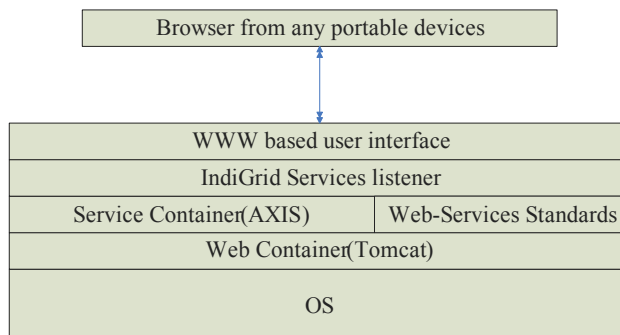 Browser from any portable devices
WWW based user interface
IndiGrid Services listener
Service Container(AXIS)
Web-Services Standards
Web Container(Tomcat)
OS